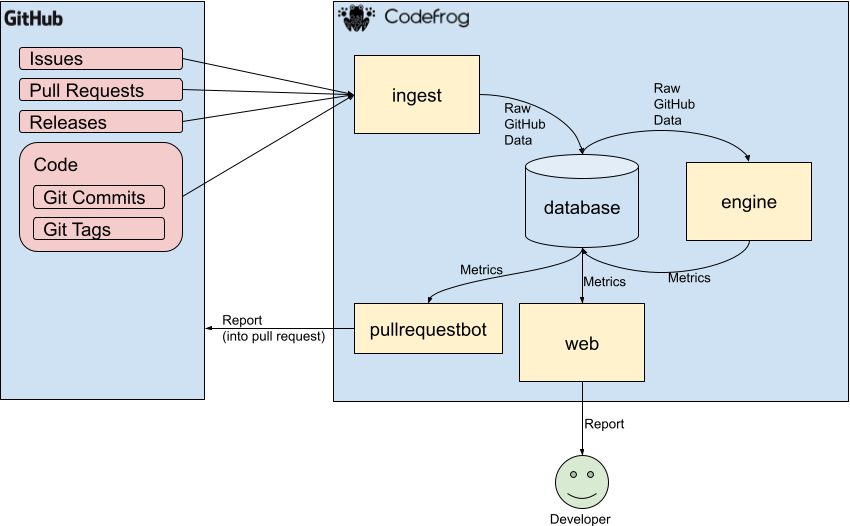 GitHub
Issues
Pull Requests
Releases
Code
Git Commits
Git Tags
Codefrog
ingest
Raw
GitHub
Data
Raw
GitHub
Data
database
engine
Metrics
Metrics
Metrics
Report
(into pull request)
pullrequestbot
web
Report
Developer